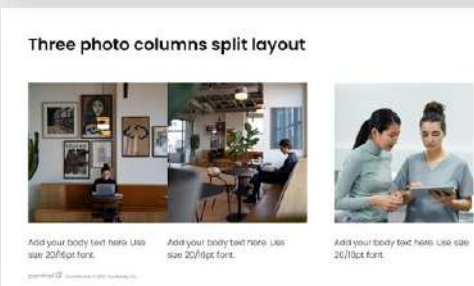 Three photo columns split layout
Add your body text here. Use
size 20/16pt font.
Add your body text here. Use
size 20/16pt font.
Add your body text here. Use size
20/16pt font.